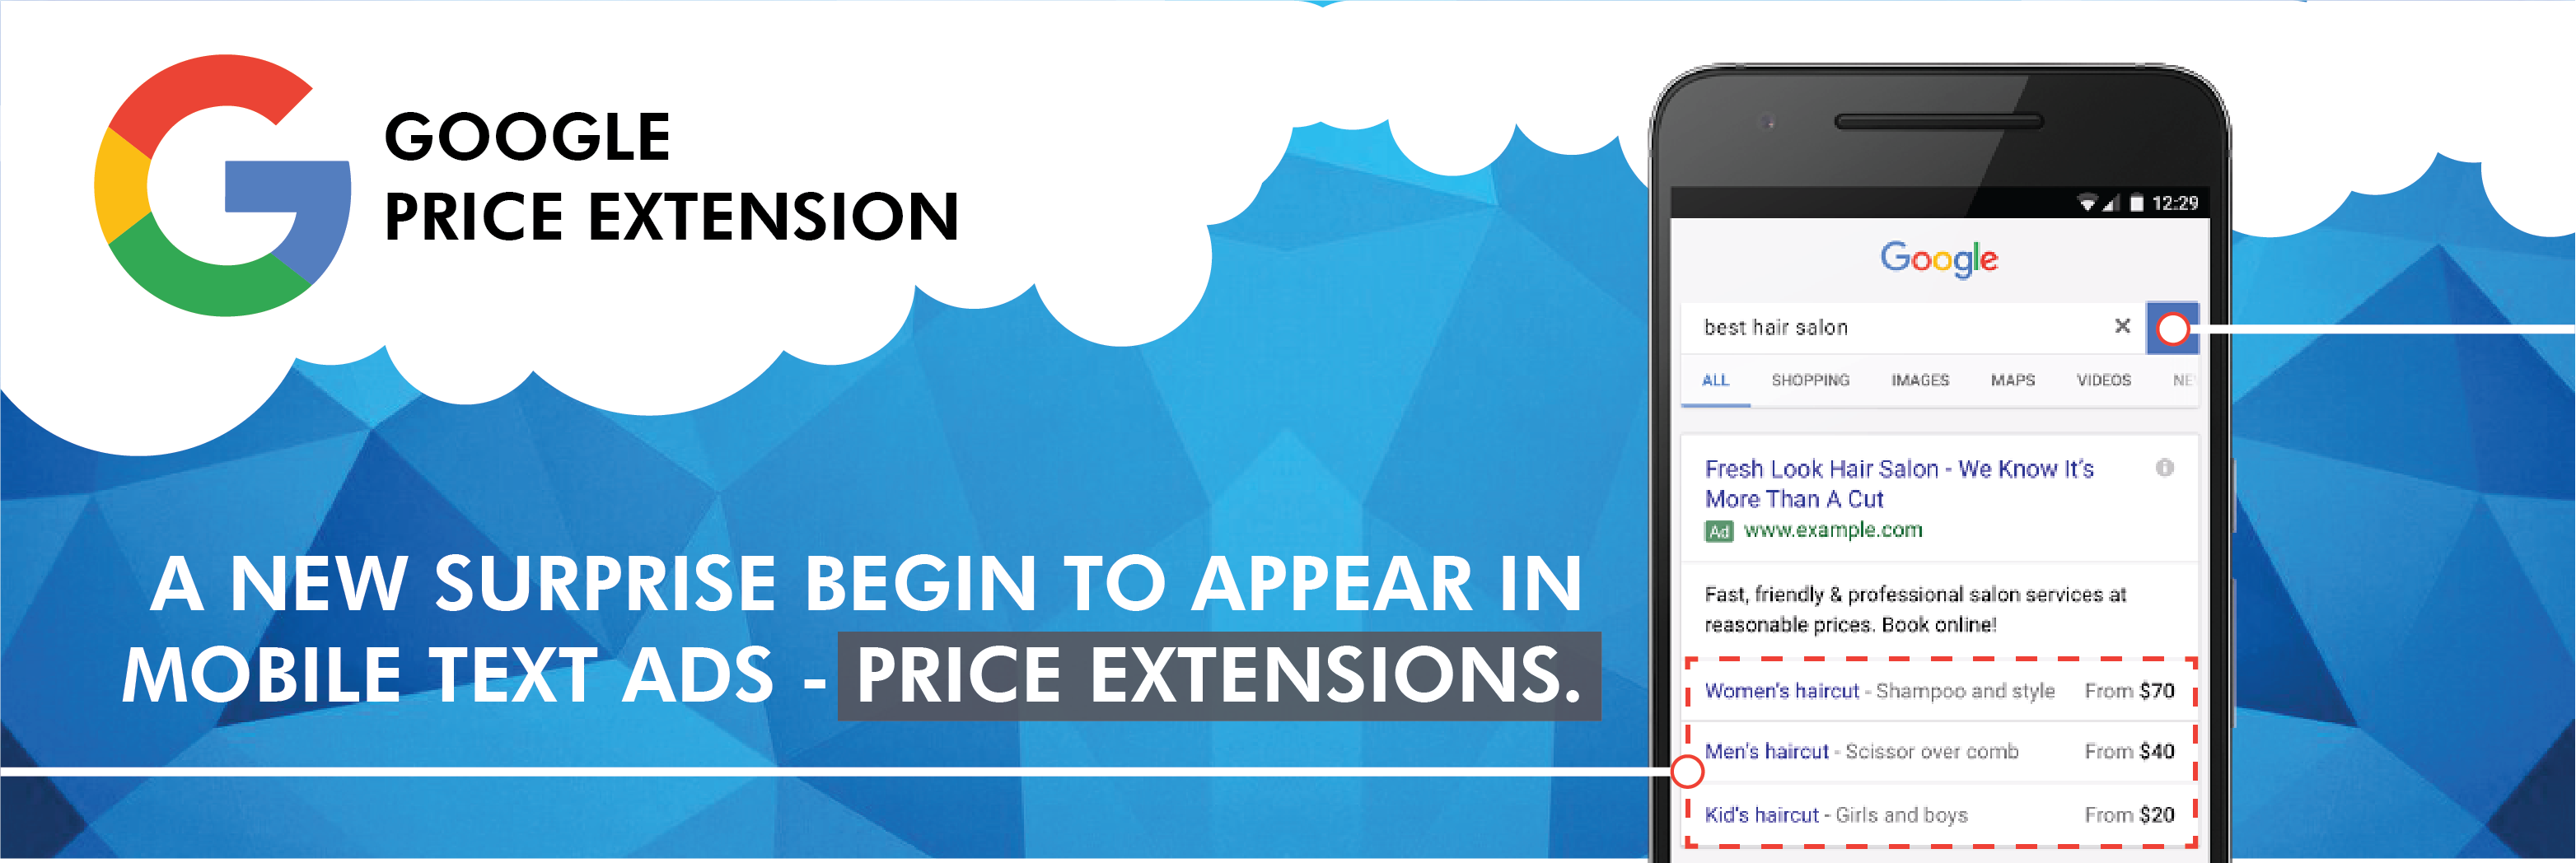 GOOGLE
PRICE EXTENSION
A NEW SURPRISE BEGIN TO APPEAR IN
MOBILE TEXT ADS - PRICE EXTENSIONS.
12:29
Google
best hair salon ×
ALL SHOPPING IMAGES MAPS VIDEOS
Fresh Look Hair Salon - We Know It's
More Than A Cut
Ad www.example.com
Fast, friendly & professional salon services at
reasonable prices. Book online!
Women's haircut - Shampoo and style From $70
Men's haircut - Scissor over comb From $40
Kid's haircut - Girls and boys From $20